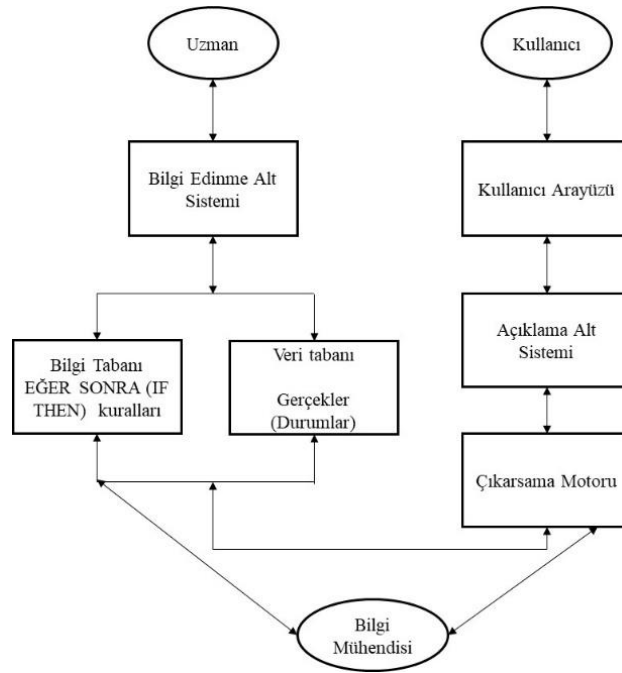 Uzman
Kullanıcı
Bilgi Edinme Alt
Sistemi
Kullanıcı Arayüzü
Bilgi Tabanı
EĞER SONRA (IF
THEN) kuralları
Veri tabanı
Gerçekler
(Durumlar)
Açıklama Alt
Sistemi
Çıkarsama Motoru
Bilgi
Mühendisi